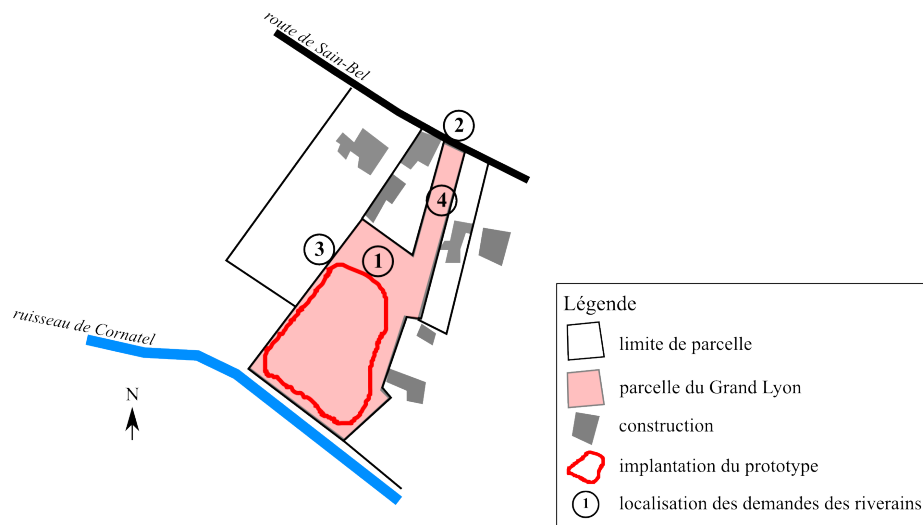 route de Sain-Bel
2
4
3
1
ruisseau de Cornatel
N
Légende
limite de parcelle
parcelle du Grand Lyon
construction
implantation du prototype
1 localisation des demandes des riverains